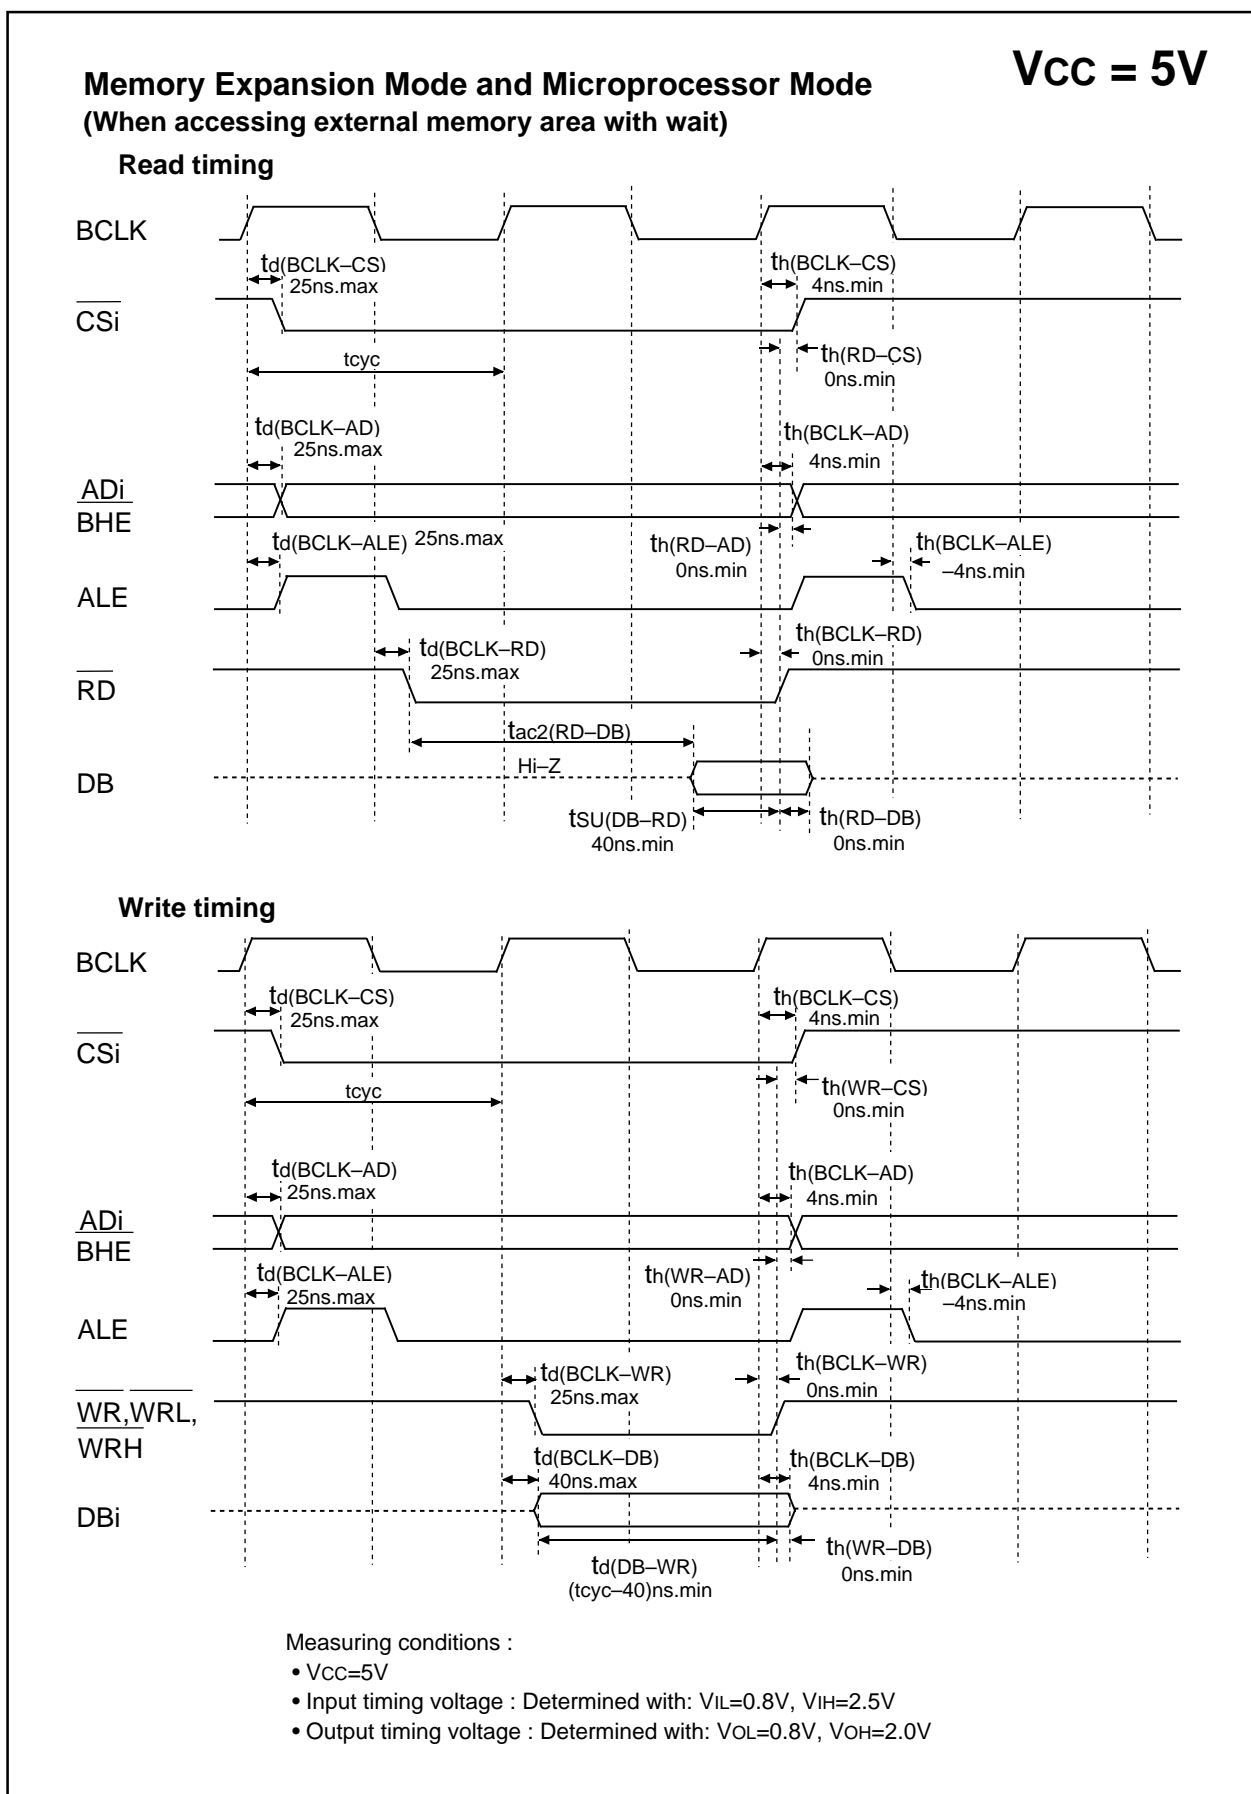 VCC = 5V
Memory Expansion Mode and Microprocessor Mode
(When accessing external memory area with wait)
Read timing
BCLK
td(BCLK–CS)
25ns.max
th(BCLK–CS)
4ns.min
CSi
tcyc
th(RD–CS)
0ns.min
td(BCLK–AD)
25ns.max
th(BCLK–AD)
4ns.min
ADi
BHE
td(BCLK–ALE) 25ns.max
th(RD–AD)
0ns.min
th(BCLK–ALE)
–4ns.min
ALE
td(BCLK–RD)
25ns.max
th(BCLK–RD)
0ns.min
RD
tac2(RD–DB)
Hi–Z
DB
tSU(DB–RD)
40ns.min
th(RD–DB)
0ns.min
Write timing
BCLK
td(BCLK–CS)
25ns.max
th(BCLK–CS)
4ns.min
CSi
tcyc
th(WR–CS)
0ns.min
td(BCLK–AD)
25ns.max
th(BCLK–AD)
4ns.min
ADi
BHE
td(BCLK–ALE)
25ns.max
th(WR–AD)
0ns.min
th(BCLK–ALE)
–4ns.min
ALE
td(BCLK–WR)
25ns.max
th(BCLK–WR)
0ns.min
WR,WRL,
WRH
td(BCLK–DB)
40ns.max
th(BCLK–DB)
4ns.min
DBi
td(DB–WR)
(tcyc–40)ns.min
th(WR–DB)
0ns.min
Measuring conditions :
• VCC=5V
• Input timing voltage : Determined with: VIL=0.8V, VIH=2.5V
• Output timing voltage : Determined with: VOL=0.8V, VOH=2.0V